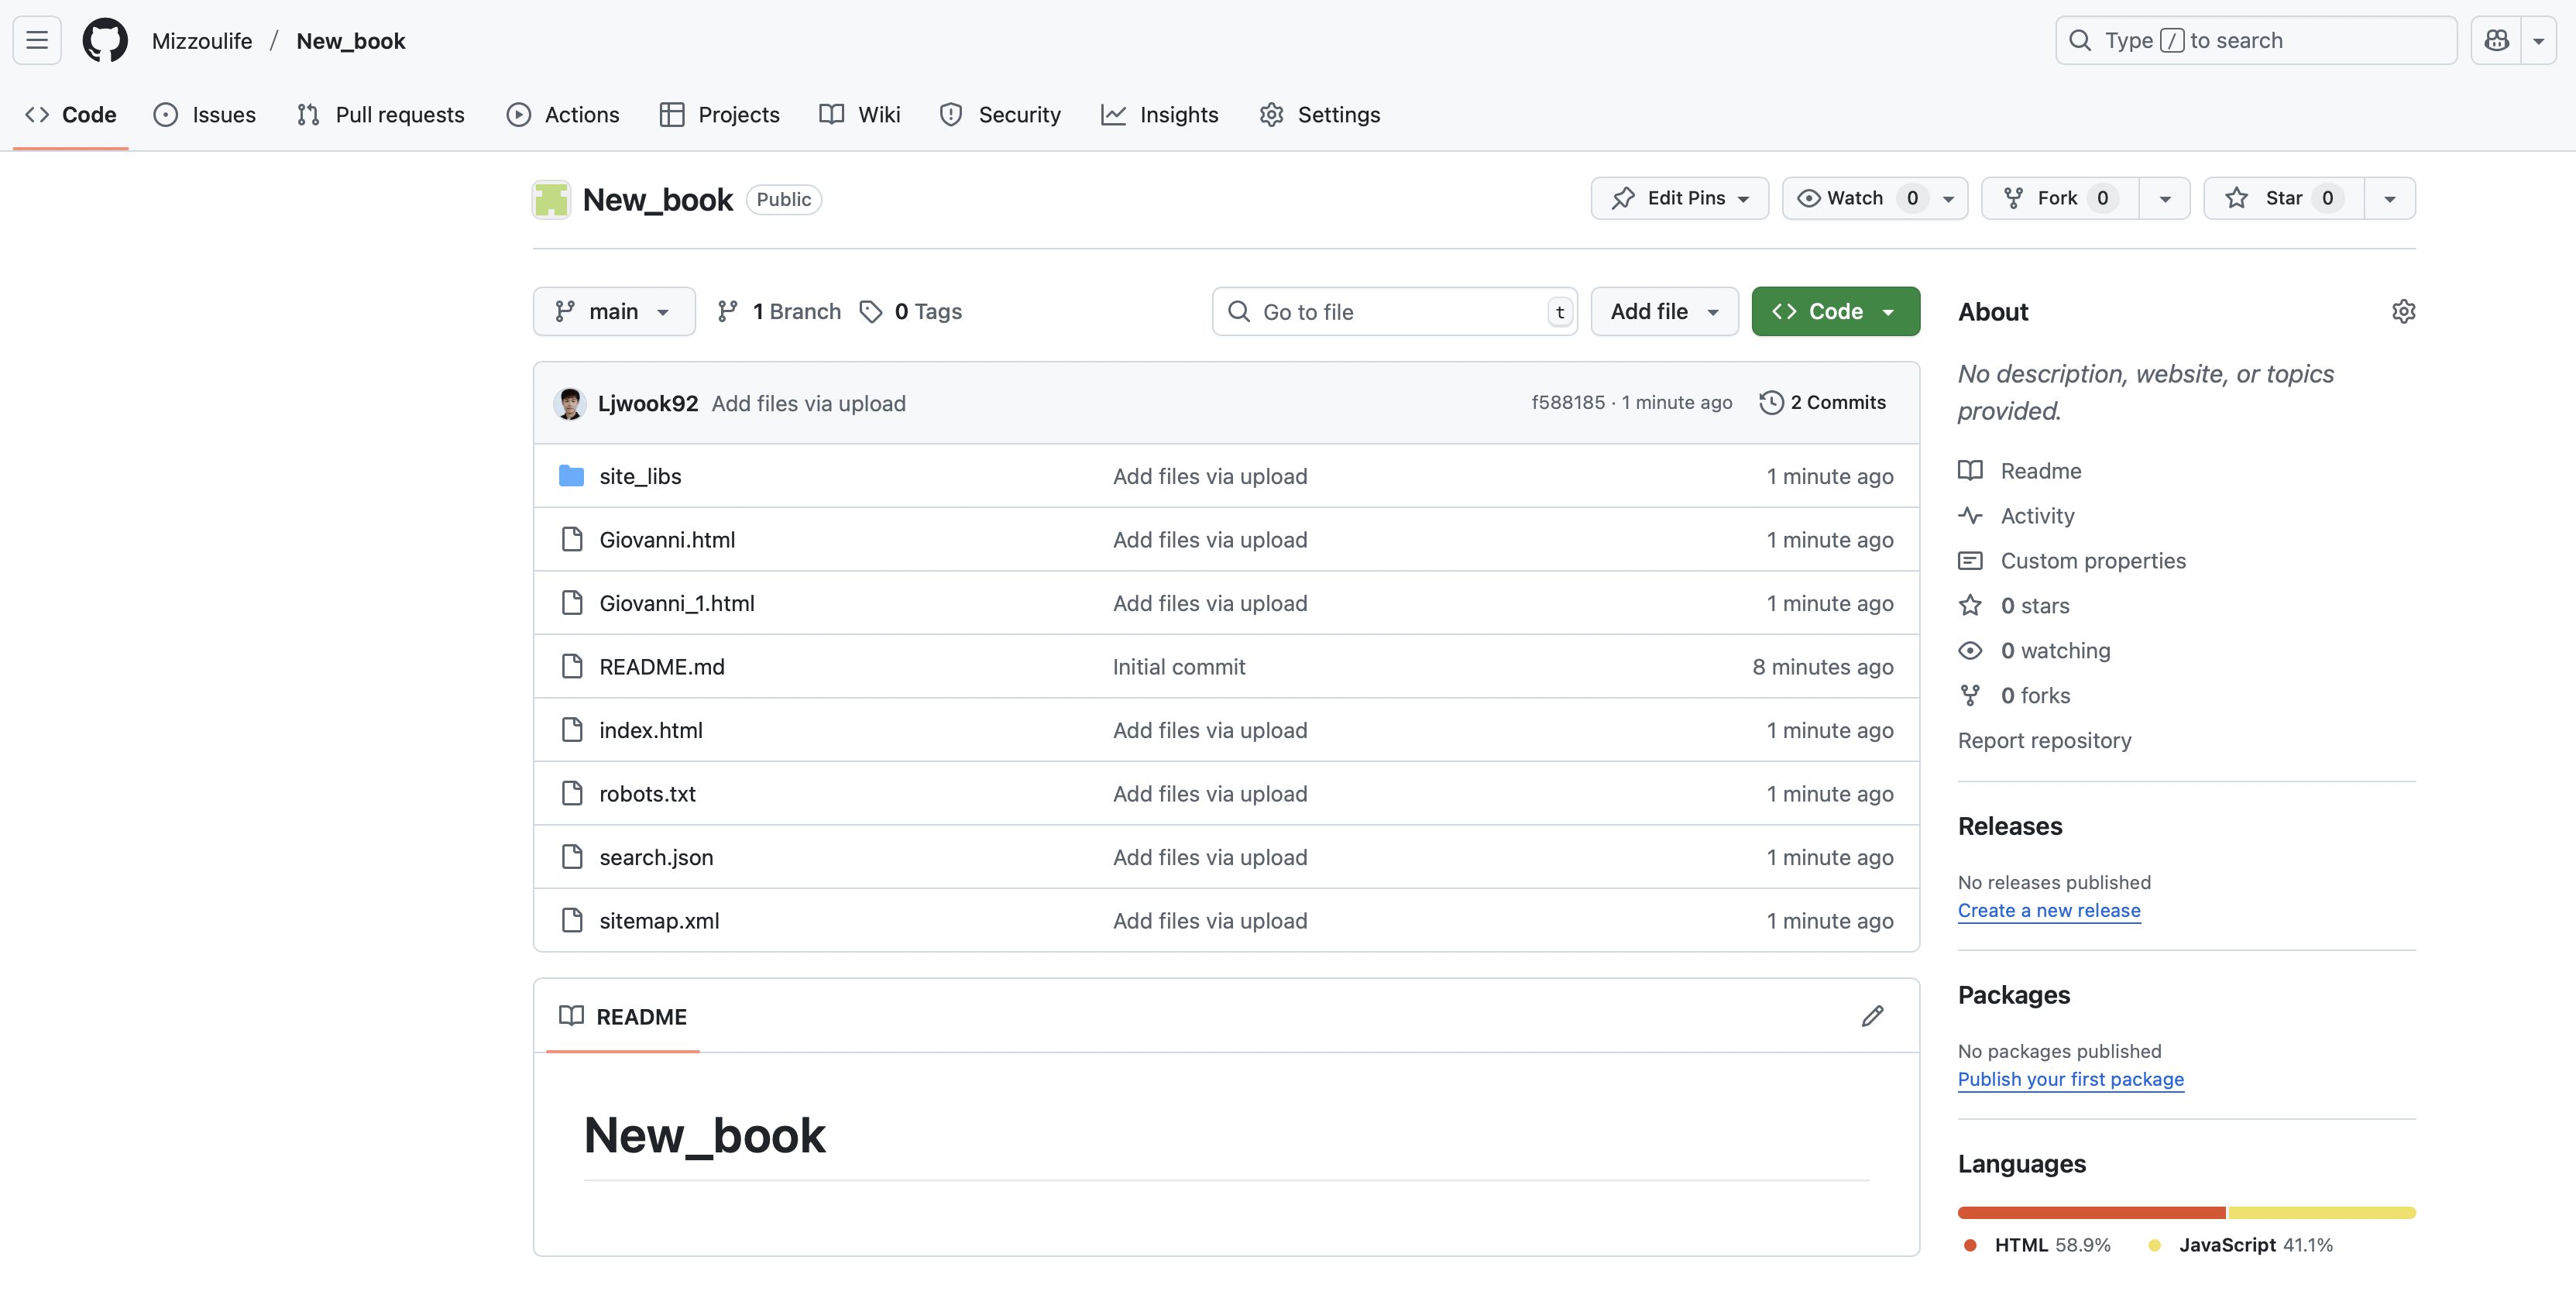 Mizzoulife / New_book
Type / to search
Code Issues Pull requests Actions Projects Wiki Security Insights Settings
New_book Public
Edit Pins Watch 0 Fork 0 Star 0
main 1 Branch 0 Tags
Go to file t Add file Code
Ljwook92 Add files via upload f588185 · 1 minute ago 2 Commits
site_libs Add files via upload 1 minute ago
Giovanni.html Add files via upload 1 minute ago
Giovanni_1.html Add files via upload 1 minute ago
README.md Initial commit 8 minutes ago
index.html Add files via upload 1 minute ago
robots.txt Add files via upload 1 minute ago
search.json Add files via upload 1 minute ago
sitemap.xml Add files via upload 1 minute ago
README
New_book
About
No description, website, or topics
provided.
Readme
Activity
Custom properties
0 stars
0 watching
0 forks
Report repository
Releases
No releases published
Create a new release
Packages
No packages published
Publish your first package
Languages
HTML 58.9% JavaScript 41.1%